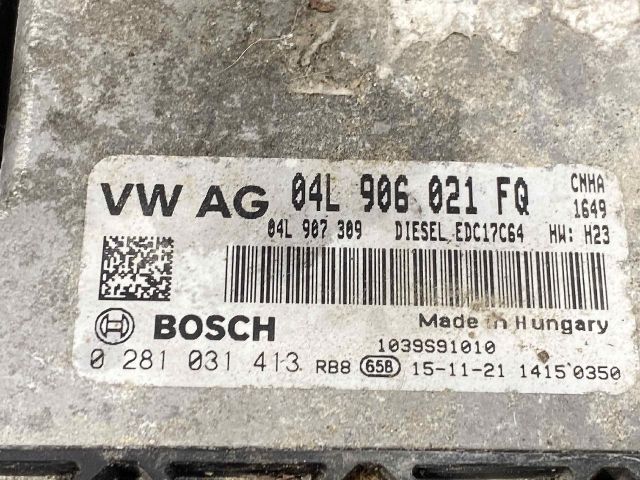 VW AG 04L 906 021 FQ CNHA
1649
04L 907 309 DIESEL EDC17C64 HW: H23
BOSCH Made in Hungary
1039S91010
0 281 031 413 RB8 658 15-11-21 1415 0350